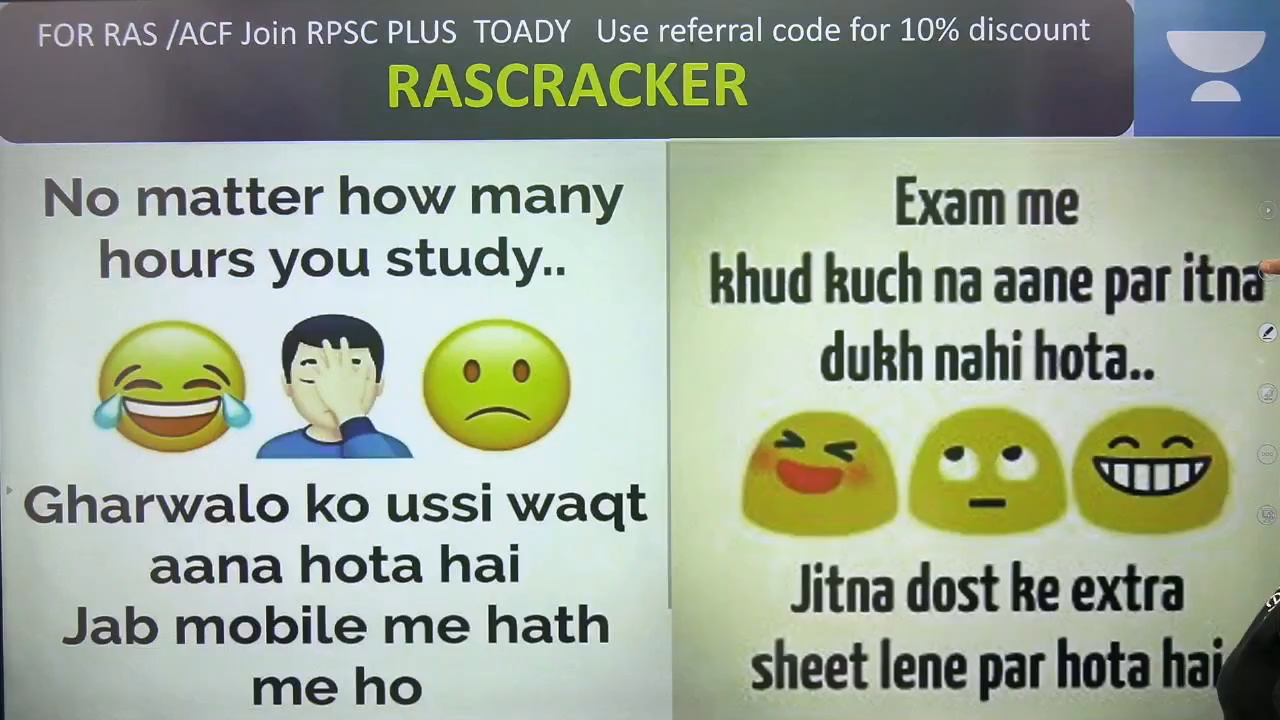 FOR RAS /ACF Join RPSC PLUS TOADY Use referral code for 10% discount
RASCRACKER
No matter how many
hours you study..
Gharwalo ko ussi waqt
aana hota hai
Jab mobile me hath
me ho
Exam me
khud kuch na aane par itna
dukh nahi hota..
Jitna dost ke extra
sheet lene par hota hai